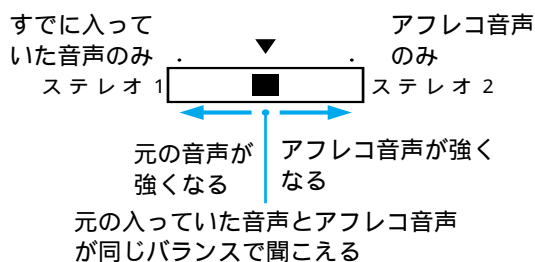 すでに入って
いた音声のみ
アフレコ音声
のみ
ステレオ1
ステレオ2
元の音声が
強くなる
アフレコ音声が強く
なる
元の入っていた音声とアフレコ音声
が同じバランスで聞こえる